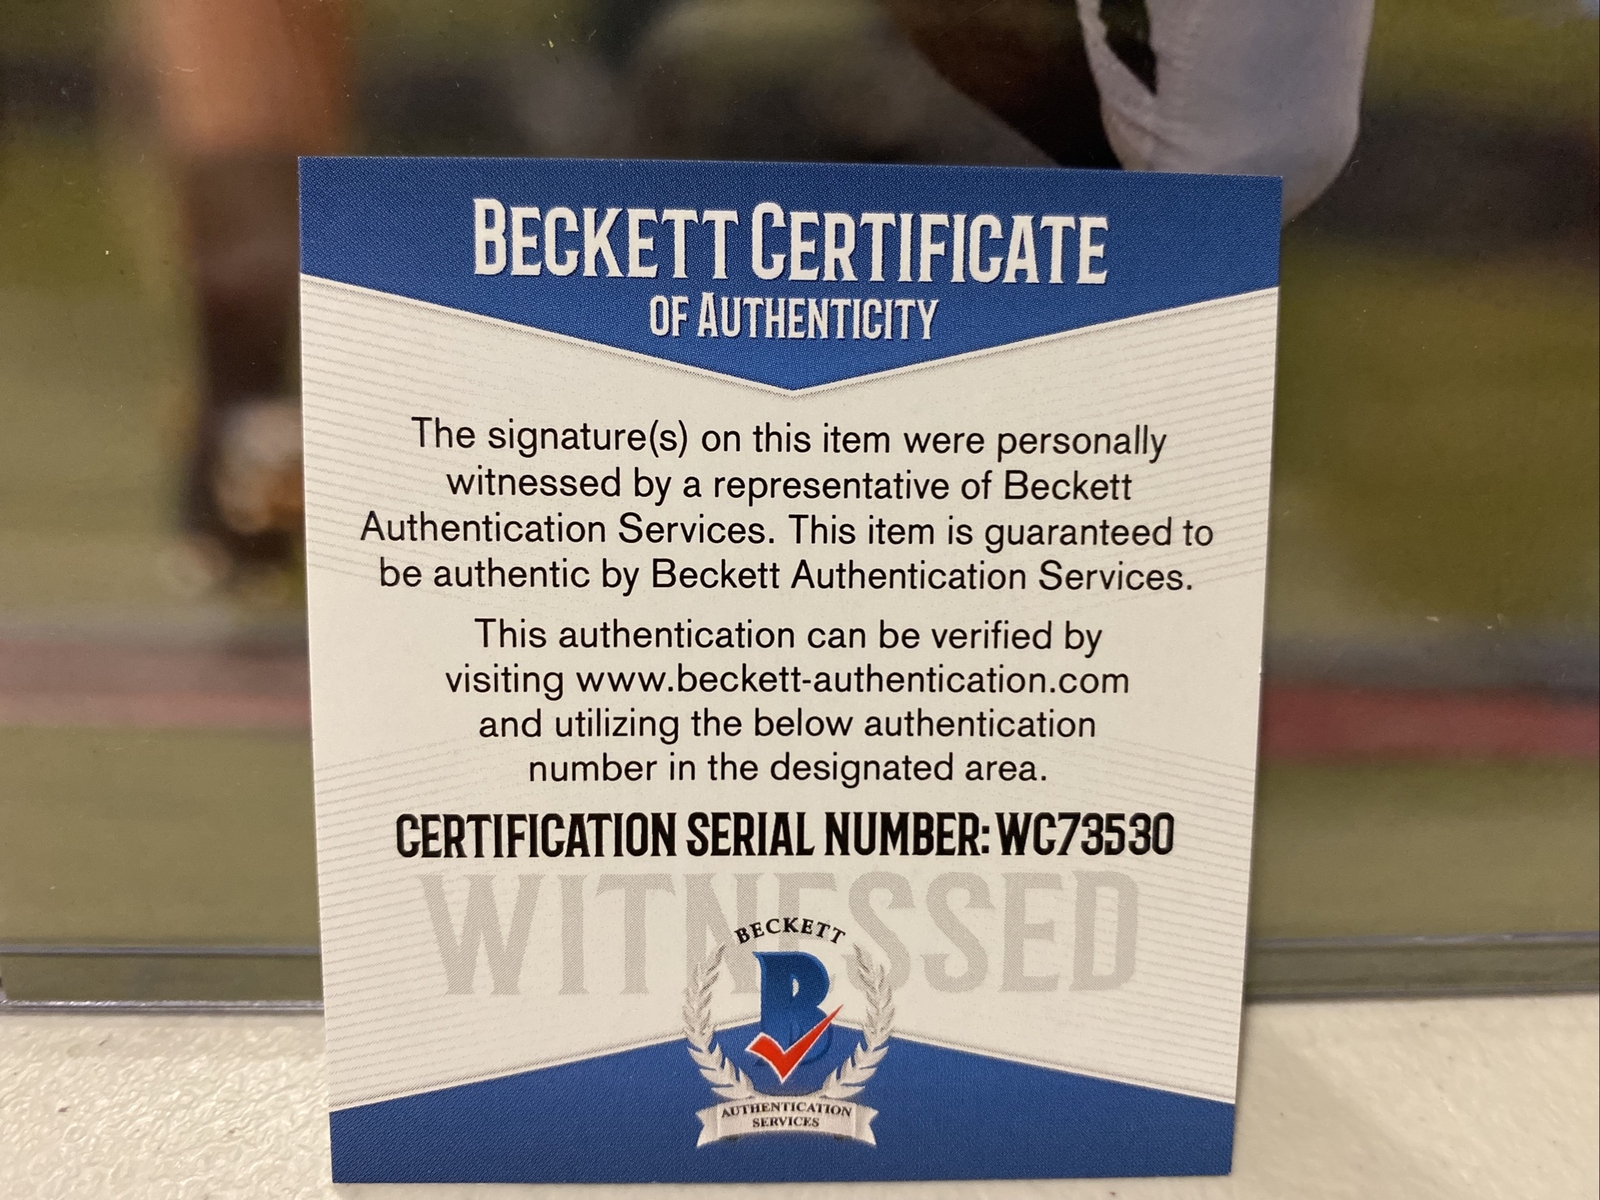 BECKETT CERTIFICATE
OF AUTHENTICITY
The signature(s) on this item were personally
witnessed by a representative of Beckett
Authentication Services. This item is guaranteed to
be authentic by Beckett Authentication Services.
This authentication can be verified by
visiting www.beckett-authentication.com
and utilizing the below authentication
number in the designated area.
CERTIFICATION SERIAL NUMBER: WC73530
WITNESSED
BECKETT
B
AUTHENTICATION
SERVICES